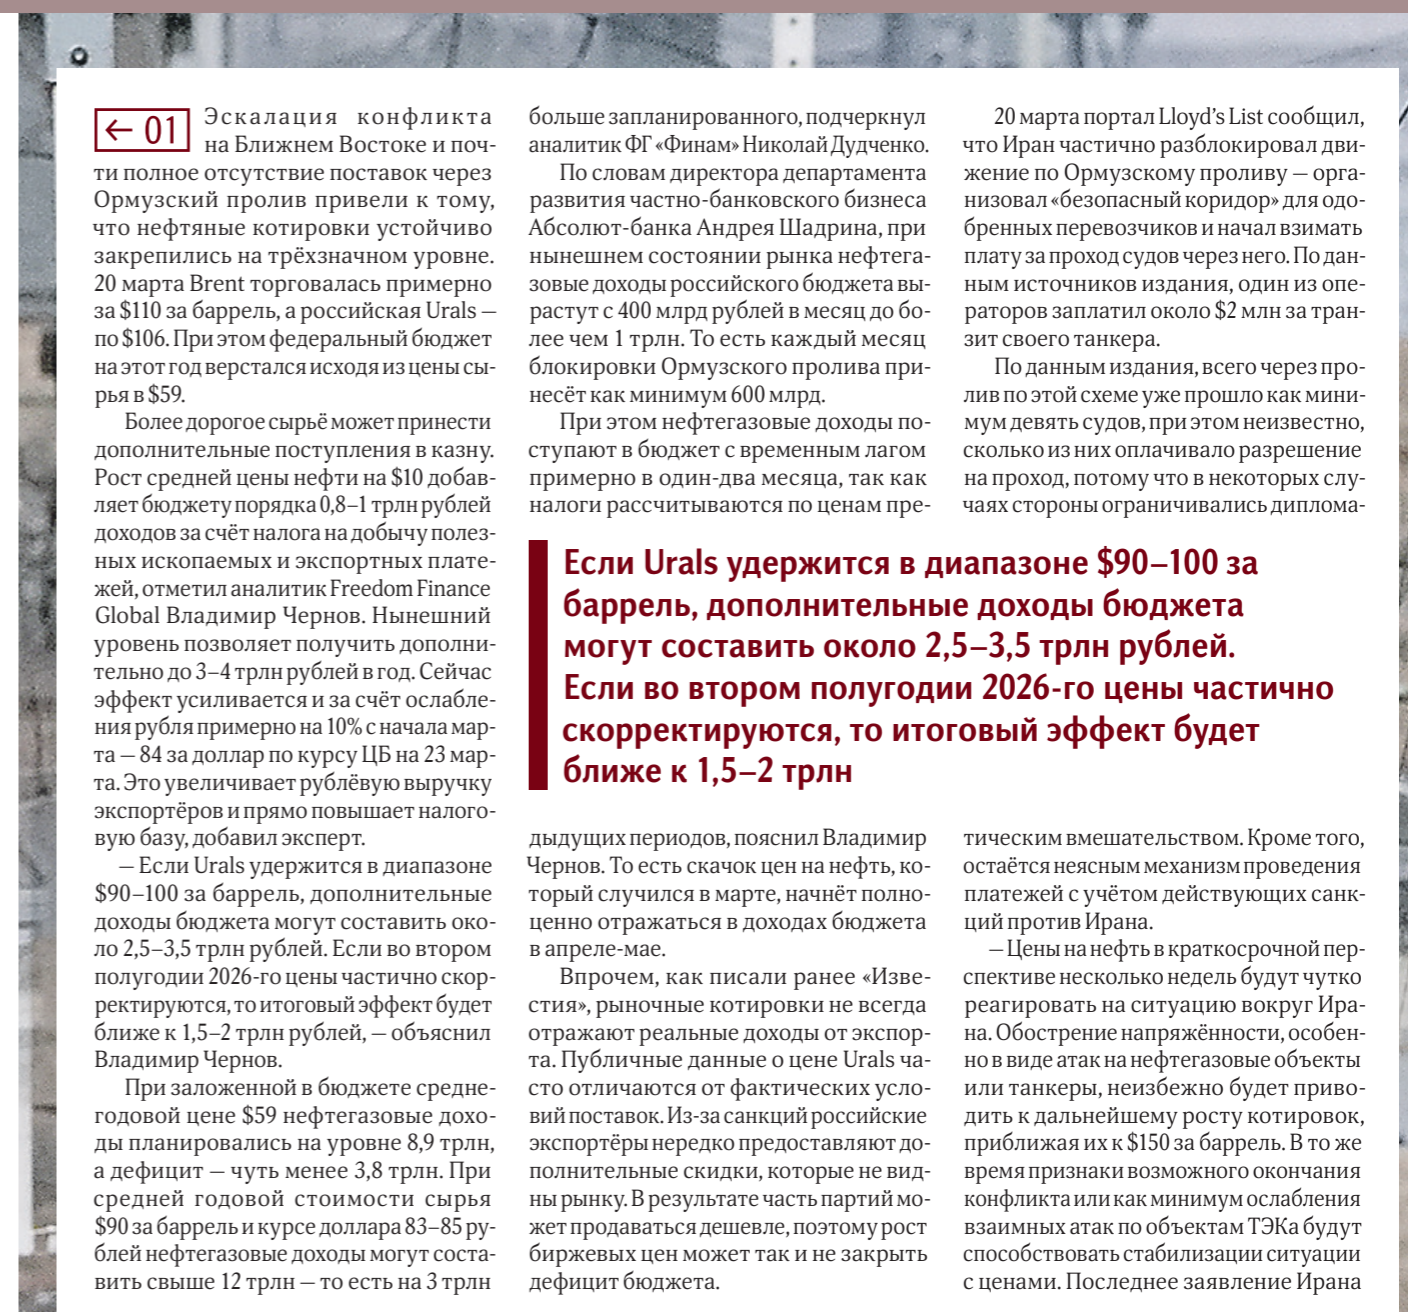 ← 01
Эскалация конфликта
на Ближнем Востоке и поч-
ти полное отсутствие поставок через
Ормузский пролив привели к тому,
что нефтяные котировки устойчиво
закрепились на трёхзначном уровне.
20 марта Brent торговалась примерно
за $110 за баррель, а российская Urals —
по $106. При этом федеральный бюджет
на этот год верстался исходя из цены сы-
рья в $59.
Более дорогое сырьё может принести
дополнительные поступления в казну.
Рост средней цены нефти на $10 добав-
ляет бюджету порядка 0,8–1 трлн рублей
доходов за счёт налога на добычу полез-
ных ископаемых и экспортных плате-
жей, отметил аналитик Freedom Finance
Global Владимир Чернов. Нынешний
уровень позволяет получить дополни-
тельно до 3–4 трлн рублей в год. Сейчас
эффект усиливается и за счёт ослабле-
ния рубля примерно на 10% с начала мар-
та — 84 за доллар по курсу ЦБ на 23 мар-
та. Это увеличивает рублёвую выручку
экспортёров и прямо повышает налого-
вую базу, добавил эксперт.
— Если Urals удержится в диапазоне
$90–100 за баррель, дополнительные
доходы бюджета могут составить око-
ло 2,5–3,5 трлн рублей. Если во втором
полугодии 2026-го цены частично скор-
ректируются, то итоговый эффект будет
ближе к 1,5–2 трлн рублей, — объяснил
Владимир Чернов.
При заложенной в бюджете средне-
годовой цене $59 нефтегазовые дохо-
ды планировались на уровне 8,9 трлн,
а дефицит — чуть менее 3,8 трлн. При
средней годовой стоимости сырья
$90 за баррель и курсе доллара 83–85 ру-
блей нефтегазовые доходы могут соста-
вить свыше 12 трлн — то есть на 3 трлн
больше запланированного, подчеркнул
аналитик ФГ «Финам» Николай Дудченко.
По словам директора департамента
развития частно-банковского бизнеса
Абсолют-банка Андрея Шадрина, при
нынешнем состоянии рынка нефтега-
зовые доходы российского бюджета вы-
растут с 400 млрд рублей в месяц до бо-
лее чем 1 трлн. То есть каждый месяц
блокировки Ормузского пролива при-
несёт как минимум 600 млрд.
При этом нефтегазовые доходы по-
ступают в бюджет с временным лагом
примерно в один-два месяца, так как
налоги рассчитываются по ценам пре-
дыдущих периодов, пояснил Владимир
Чернов. То есть скачок цен на нефть, ко-
торый случился в марте, начнёт полно-
ценно отражаться в доходах бюджета
в апреле-мае.
Впрочем, как писали ранее «Изве-
стия», рыночные котировки не всегда
отражают реальные доходы от экспор-
та. Публичные данные о цене Urals ча-
сто отличаются от фактических усло-
вий поставок. Из-за санкций российские
экспортёры нередко предоставляют до-
полнительные скидки, которые не вид-
ны рынку. В результате часть партий мо-
жет продаваться дешевле, поэтому рост
биржевых цен может так и не закрыть
дефицит бюджета.
20 марта портал Lloyd’s List сообщил,
что Иран частично разблокировал дви-
жение по Ормузскому проливу — орга-
низовал «безопасный коридор» для одо-
бренных перевозчиков и начал взимать
плату за проход судов через него. По дан-
ным источников издания, один из опе-
раторов заплатил около $2 млн за тран-
зит своего танкера.
По данным издания, всего через про-
лив по этой схеме уже прошло как мини-
мум девять судов, при этом неизвестно,
сколько из них оплачивало разрешение
на проход, потому что в некоторых слу-
чаях стороны ограничивались диплома-
тическим вмешательством. Кроме того,
остаётся неясным механизм проведения
платежей с учётом действующих санк-
ций против Ирана.
— Цены на нефть в краткосрочной пер-
спективе несколько недель будут чутко
реагировать на ситуацию вокруг Ира-
на. Обострение напряжённости, особен-
но в виде атак на нефтегазовые объекты
или танкеры, неизбежно будет приво-
дить к дальнейшему росту котировок,
приближая их к $150 за баррель. В то же
время признаки возможного окончания
конфликта или как минимум ослабления
взаимных атак по объектам ТЭКа будут
способствовать стабилизации ситуации
с ценами. Последнее заявление Ирана
Если Urals удержится в диапазоне $90–100 за
баррель, дополнительные доходы бюджета
могут составить около 2,5–3,5 трлн рублей.
Если во втором полугодии 2026-го цены частично
скорректируются, то итоговый эффект будет
ближе к 1,5–2 трлн